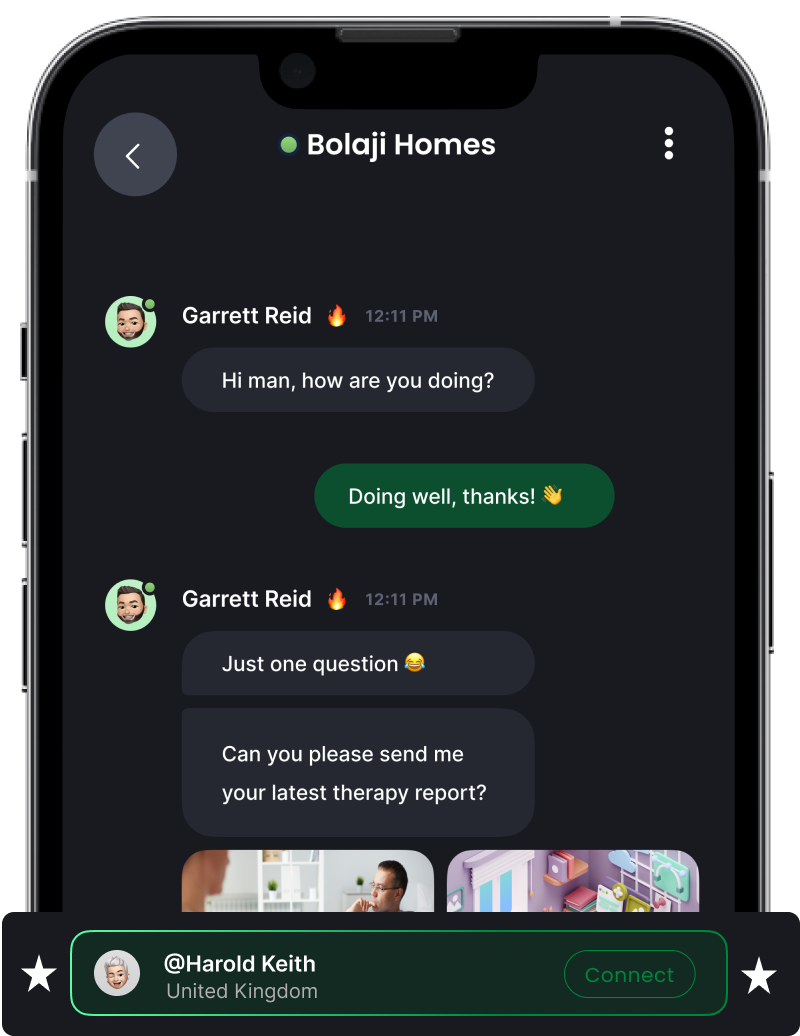 Bolaji Homes
Garrett Reid 🔥 12:11 PM
Hi man, how are you doing?
Doing well, thanks! 👋
Garrett Reid 🔥 12:11 PM
Just one question 😂
Can you please send me
your latest therapy report?
@Harold Keith
United Kingdom
Connect